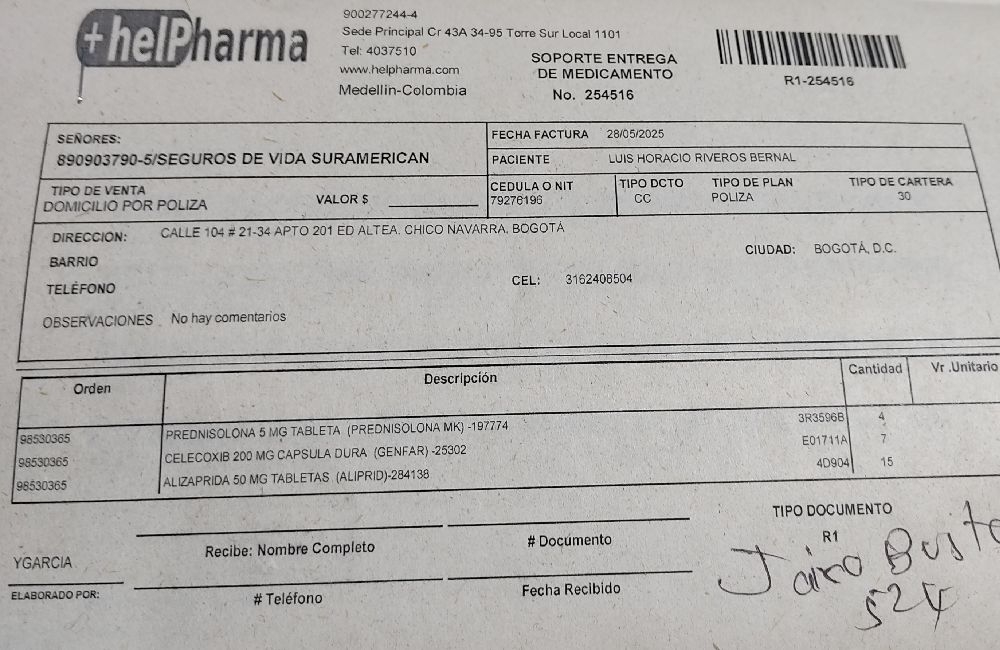 +helPharma
900277244-4
Sede Principal Cr 43A 34-95 Torre Sur Local 1101
Tel: 4037510
www.helpharma.com
Medellin-Colombia
SOPORTE ENTREGA
DE MEDICAMENTO
No. 254516
R1-254516
SEÑORES:
890903790-5/SEGUROS DE VIDA SURAMERICAN
FECHA FACTURA 28/05/2025
PACIENTE LUIS HORACIO RIVEROS BERNAL
TIPO DE VENTA
DOMICILIO POR POLIZA
VALOR $
CEDULA O NIT
79276196
TIPO DCTO
CC
TIPO DE PLAN
POLIZA
TIPO DE CARTERA
30
DIRECCION: CALLE 104 # 21-34 APTO 201 ED ALTEA. CHICO NAVARRA, BOGOTÁ
BARRIO
CIUDAD: BOGOTÁ, D.C.
TELÉFONO
CEL: 3162408504
OBSERVACIONES No hay comentarios
Orden Descripción Cantidad Vr .Unitario
98530365 PREDNISOLONA 5 MG TABLETA (PREDNISOLONA MK) -197774 3R3596B 4
98530365 CELECOXIB 200 MG CAPSULA DURA (GENFAR) -25302 E01711A 7
98530365 ALIZAPRIDA 50 MG TABLETAS (ALIPRID)-284138 4D904 15
TIPO DOCUMENTO
R1
YGARCIA
ELABORADO POR:
Recibe: Nombre Completo
# Documento
# Teléfono
Fecha Recibido
Jairo Busto
524